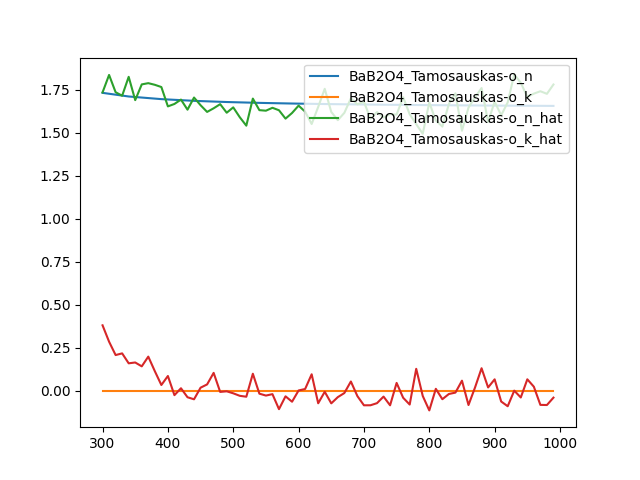 BaB2O4_Tamosauskas-o_n
BaB2O4_Tamosauskas-o_k
BaB2O4_Tamosauskas-o_n_hat
BaB2O4_Tamosauskas-o_k_hat
1.75
1.50
1.25
1.00
0.75
0.50
0.25
0.00
300 400 500 600 700 800 900 1000